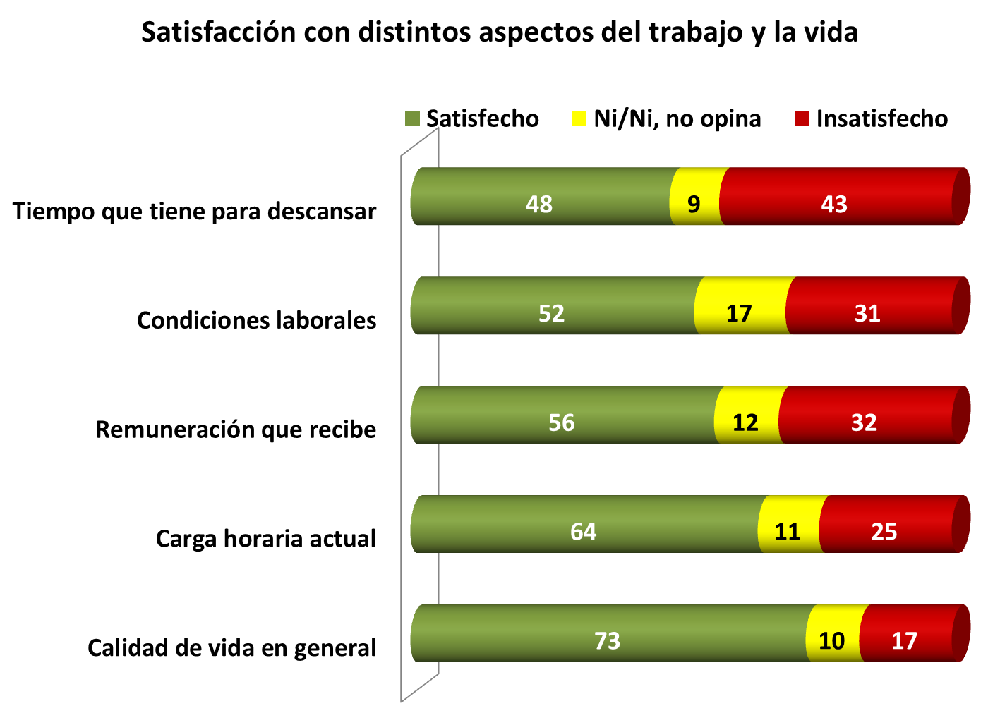 Satisfacción con distintos aspectos del trabajo y la vida
Satisfecho Ni/Ni, no opina Insatisfecho
Tiempo que tiene para descansar 48 9 43
Condiciones laborales 52 17 31
Remuneración que recibe 56 12 32
Carga horaria actual 64 11 25
Calidad de vida en general 73 10 17